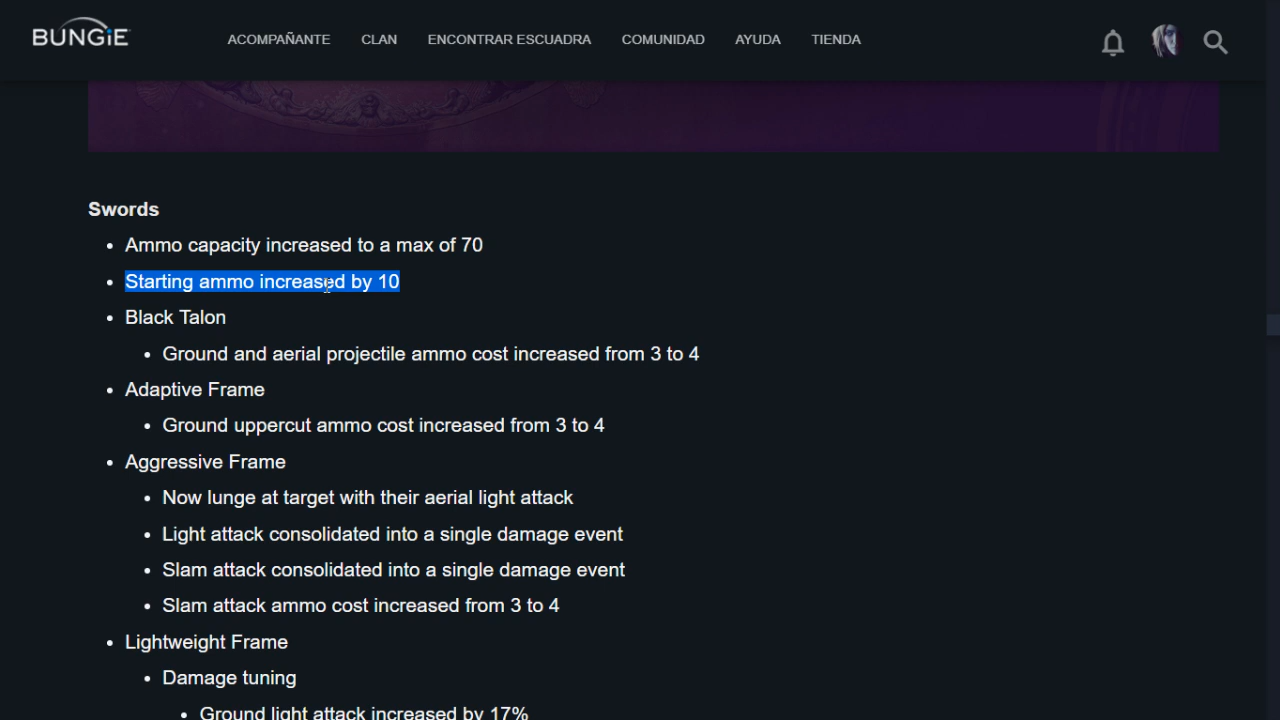 BUNGiE
ACOMPAÑANTE CLAN ENCONTRAR ESCUADRA COMUNIDAD AYUDA TIENDA
Swords
Ammo capacity increased to a max of 70
Starting ammo increased by 10
Black Talon
Ground and aerial projectile ammo cost increased from 3 to 4
Adaptive Frame
Ground uppercut ammo cost increased from 3 to 4
Aggressive Frame
Now lunge at target with their aerial light attack
Light attack consolidated into a single damage event
Slam attack consolidated into a single damage event
Slam attack ammo cost increased from 3 to 4
Lightweight Frame
Damage tuning
Ground light attack increased by 17%